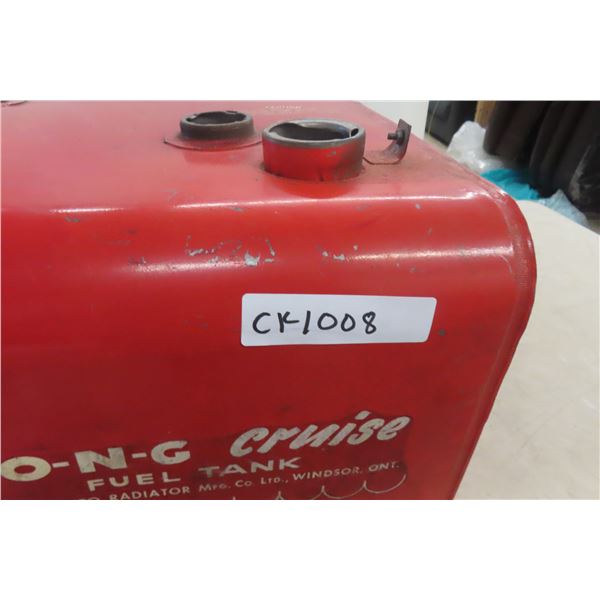 CK1008
O-N-G Cruise
FUEL TANK
RADIATOR MFG. CO. LTD., WINDSOR, ONT.